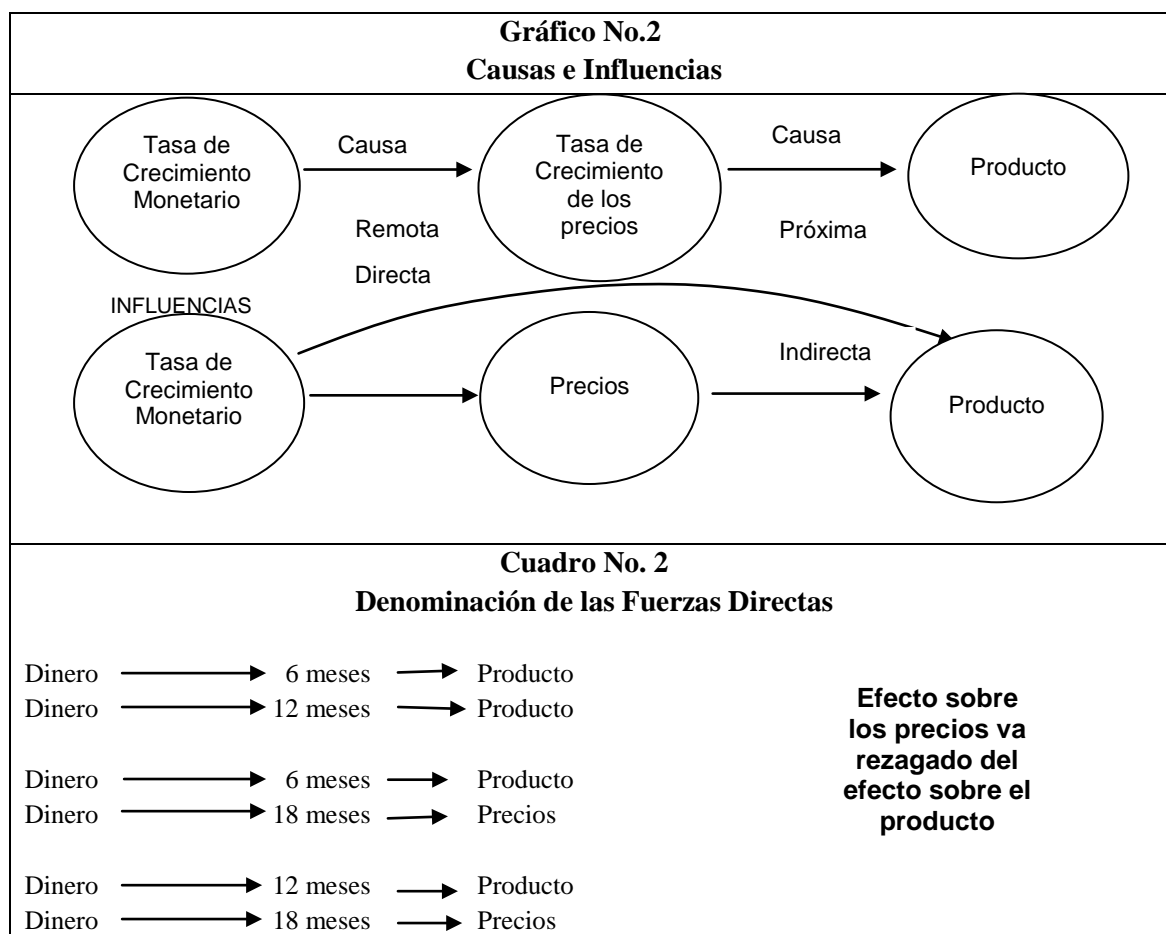 Gráfico No.2
Causas e Influencias
Tasa de
Crecimiento
Monetario
Causa
Remota
Tasa de
Crecimiento
de los
precios
Causa
Próxima
Producto
Directa
INFLUENCIAS
Tasa de
Crecimiento
Monetario
Precios
Indirecta
Producto
Cuadro No. 2
Denominación de las Fuerzas Directas
Dinero 6 meses Producto
Dinero 12 meses Producto
Dinero 6 meses Producto
Dinero 18 meses Precios
Dinero 12 meses Producto
Dinero 18 meses Precios
Efecto sobre
los precios va
rezagado del
efecto sobre el
producto